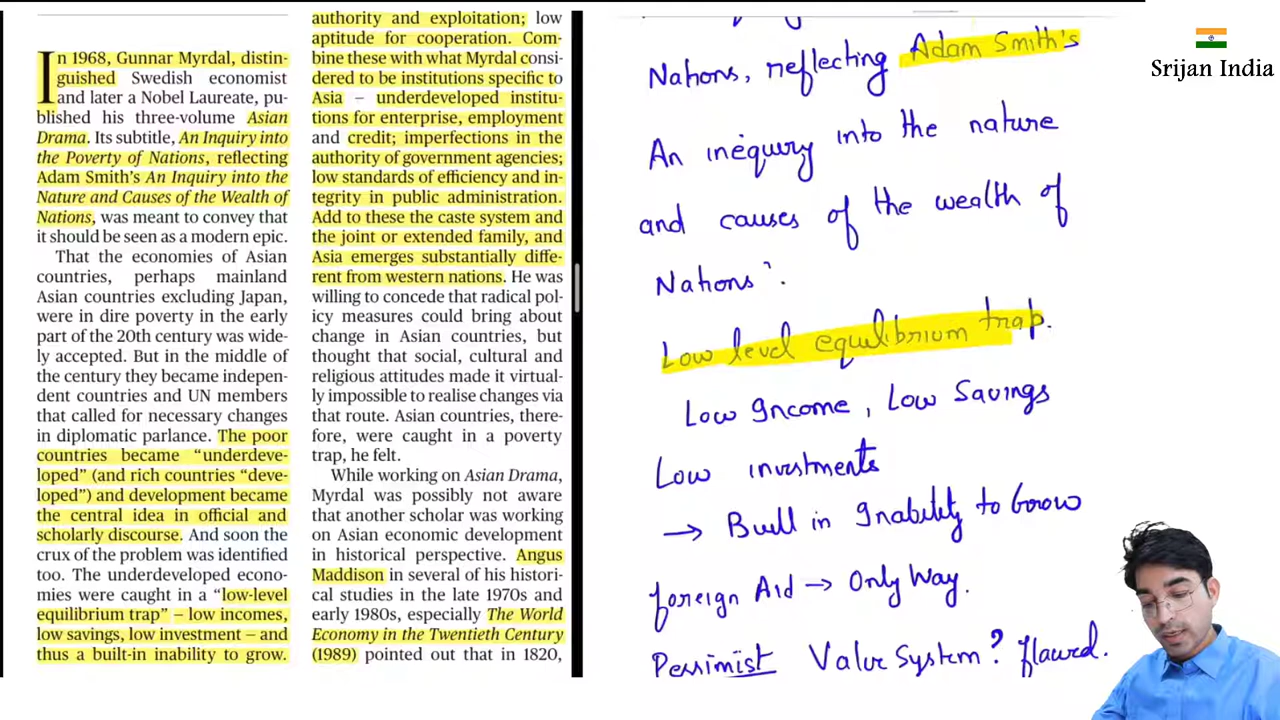 In 1968, Gunnar Myrdal, distin-
guished Swedish economist
and later a Nobel Laureate, pu-
blished his three-volume Asian
Drama. Its subtitle, An Inquiry into
the Poverty of Nations, reflecting
Adam Smith's An Inquiry into the
Nature and Causes of the Wealth of
Nations, was meant to convey that
it should be seen as a modern epic.
That the economies of Asian
countries, perhaps mainland
Asian countries excluding Japan,
were in dire poverty in the early
part of the 20th century was wide-
ly accepted. But in the middle of
the century they became indepen-
dent countries and UN members
that called for necessary changes
in diplomatic parlance. The poor
countries became “underdeve-
loped” (and rich countries “deve-
loped”) and development became
the central idea in official and
scholarly discourse. And soon the
crux of the problem was identified
too. The underdeveloped econo-
mies were caught in a “low-level
equilibrium trap” – low incomes,
low savings, low investment – and
thus a built-in inability to grow.
authority and exploitation; low
aptitude for cooperation. Com-
bine these with what Myrdal consi-
dered to be institutions specific to
Asia – underdeveloped institu-
tions for enterprise, employment
and credit; imperfections in the
authority of government agencies;
low standards of efficiency and in-
tegrity in public administration.
Add to these the caste system and
the joint or extended family, and
Asia emerges substantially diffe-
rent from western nations. He was
willing to concede that radical pol-
icy measures could bring about
change in Asian countries, but
thought that social, cultural and
religious attitudes made it virtual-
ly impossible to realise changes via
that route. Asian countries, there-
fore, were caught in a poverty
trap, he felt.
While working on Asian Drama,
Myrdal was possibly not aware
that another scholar was working
on Asian economic development
in historical perspective. Angus
Maddison in several of his histori-
cal studies in the late 1970s and
early 1980s, especially The World
Economy in the Twentieth Century
(1989) pointed out that in 1820,
Nations, reflecting Adam Smith's
An inequry into the nature
and causes of the wealth of
Nations".
Low level equilibrium trap.
Low Income, Low Savings
Low investments
→ Built in Inability to Grow
foreign Aid → Only Way.
Perrimist Value System? flawed.
Srijan India